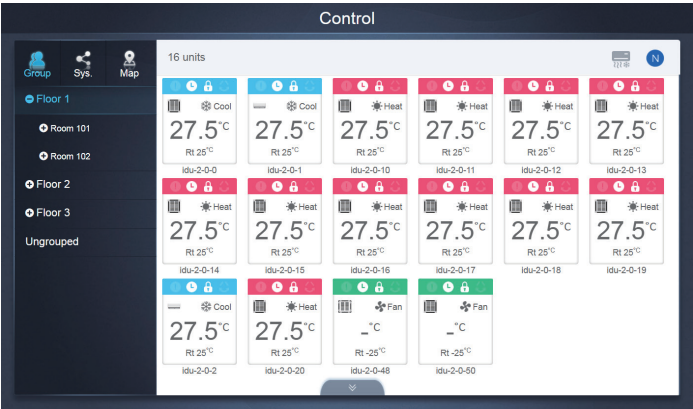 Control
Group Sys. Map
16 units
N
Floor 1
Room 101
Room 102
Floor 2
Floor 3
Ungrouped
Cool Cool Heat Heat Heat Heat
27.5°C 27.5°C 27.5°C 27.5°C 27.5°C 27.5°C
Rt 25°C Rt 25°C Rt 25°C Rt 25°C Rt 25°C Rt 25°C
idu-2-0-0 idu-2-0-1 idu-2-0-10 idu-2-0-11 idu-2-0-12 idu-2-0-13
Heat Heat Heat Heat Heat Heat
27.5°C 27.5°C 27.5°C 27.5°C 27.5°C 27.5°C
Rt 25°C Rt 25°C Rt 25°C Rt 25°C Rt 25°C Rt 25°C
idu-2-0-14 idu-2-0-15 idu-2-0-16 idu-2-0-17 idu-2-0-18 idu-2-0-19
Cool Heat Fan Fan
27.5°C 27.5°C _°C _°C
Rt 25°C Rt 25°C Rt -25°C Rt -25°C
idu-2-0-2 idu-2-0-20 idu-2-0-48 idu-2-0-50